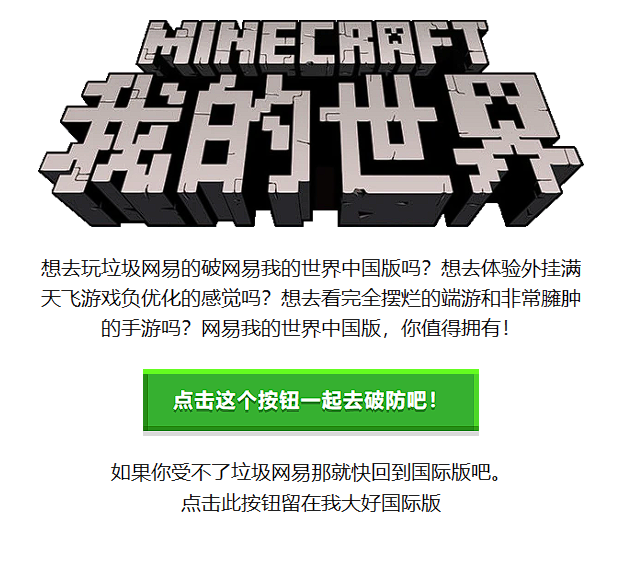 MINECRAFT
我的世界
想去玩垃圾网易的破网易我的世界中国版吗？想去体验外挂满
天飞游戏负优化的感觉吗？想去看完全摆烂的端游和非常臃肿
的手游吗？网易我的世界中国版，你值得拥有！
点击这个按钮一起去破防吧！
如果你受不了垃圾网易那就快回到国际版吧。
点击此按钮留在我大好国际版